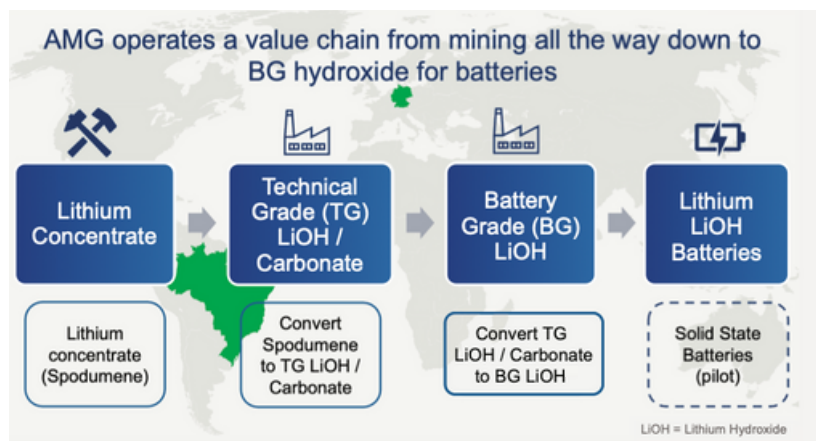 AMG operates a value chain from mining all the way down to
BG hydroxide for batteries
Lithium
Concentrate
Technical
Grade (TG)
LiOH /
Carbonate
Battery
Grade (BG)
LiOH
Lithium
LiOH
Batteries
Lithium
concentrate
(Spodumene)
Convert
Spodumene
to TG LiOH /
Carbonate
Convert TG
LiOH / Carbonate
to BG LiOH
Solid State
Batteries
(pilot)
LiOH = Lithium Hydroxide